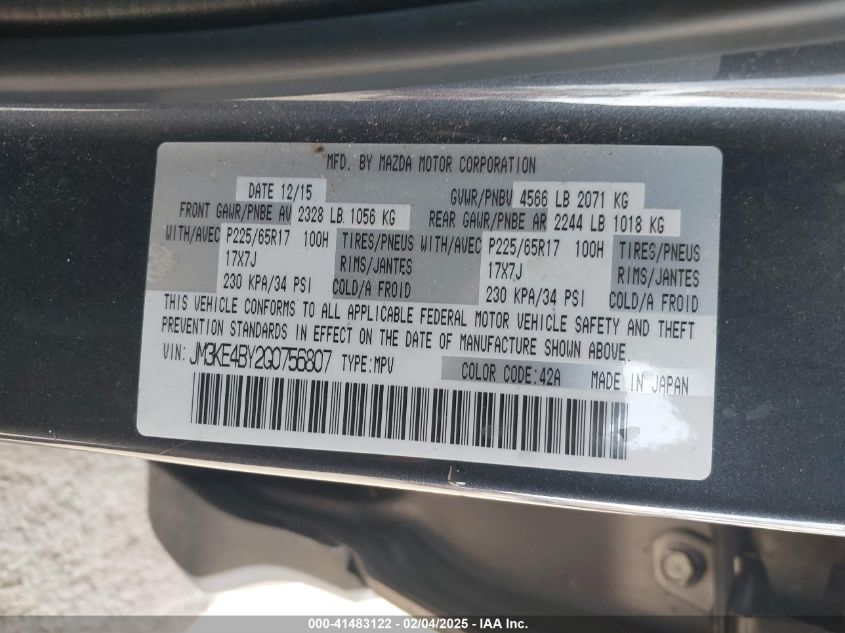 MFD. BY MAZDA MOTOR CORPORATION
DATE 12/15 GVWR/PNBV 4566 LB 2071 KG
FRONT GAWR/PNBE AV 2328 LB 1056 KG REAR GAWR/PNBE AR 2244 LB 1018 KG
WITH/AVEC P225/65R17 100H TIRES/PNEUS WITH/AVEC P225/65R17 100H TIRES/PNEUS
17X7J RIMS/JANTES 17X7J RIMS/JANTES
230 KPA/34 PSI COLD/A FROID 230 KPA/34 PSI COLD/A FROID
THIS VEHICLE CONFORMS TO ALL APPLICABLE FEDERAL MOTOR VEHICLE SAFETY AND THEFT
PREVENTION STANDARDS IN EFFECT ON THE DATE OF MANUFACTURE SHOWN ABOVE.
VIN: JM3KE4BY2G0756807 TYPE:MPV COLOR CODE:42A MADE IN JAPAN
000-41483122 - 02/04/2025 - IAA Inc.